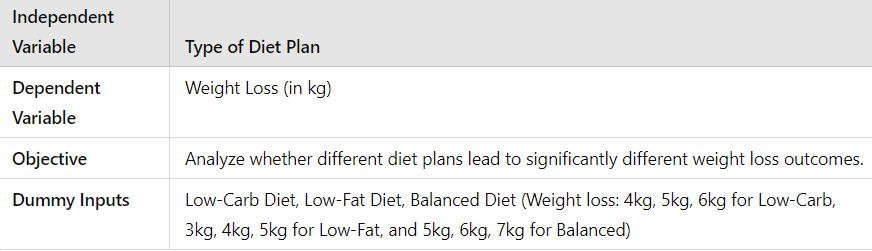 Independent
Variable
Type of Diet Plan
Dependent
Variable
Weight Loss (in kg)
Objective
Analyze whether different diet plans lead to significantly different weight loss outcomes.
Dummy Inputs
Low-Carb Diet, Low-Fat Diet, Balanced Diet (Weight loss: 4kg, 5kg, 6kg for Low-Carb,
3kg, 4kg, 5kg for Low-Fat, and 5kg, 6kg, 7kg for Balanced)